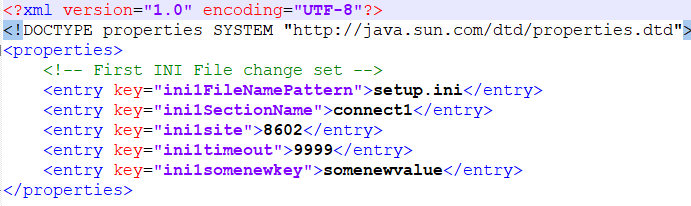 <?xml version="1.0" encoding="UTF-8"?>
<!DOCTYPE properties SYSTEM "http://java.sun.com/dtd/properties.dtd">
<properties>
    <!-- First INI File change set -->
    <entry key="ini1FileNamePattern">setup.ini</entry>
    <entry key="ini1SectionName">connect1</entry>
    <entry key="ini1site">8602</entry>
    <entry key="ini1timeout">9999</entry>
    <entry key="ini1somenewkey">somenewvalue</entry>
</properties>